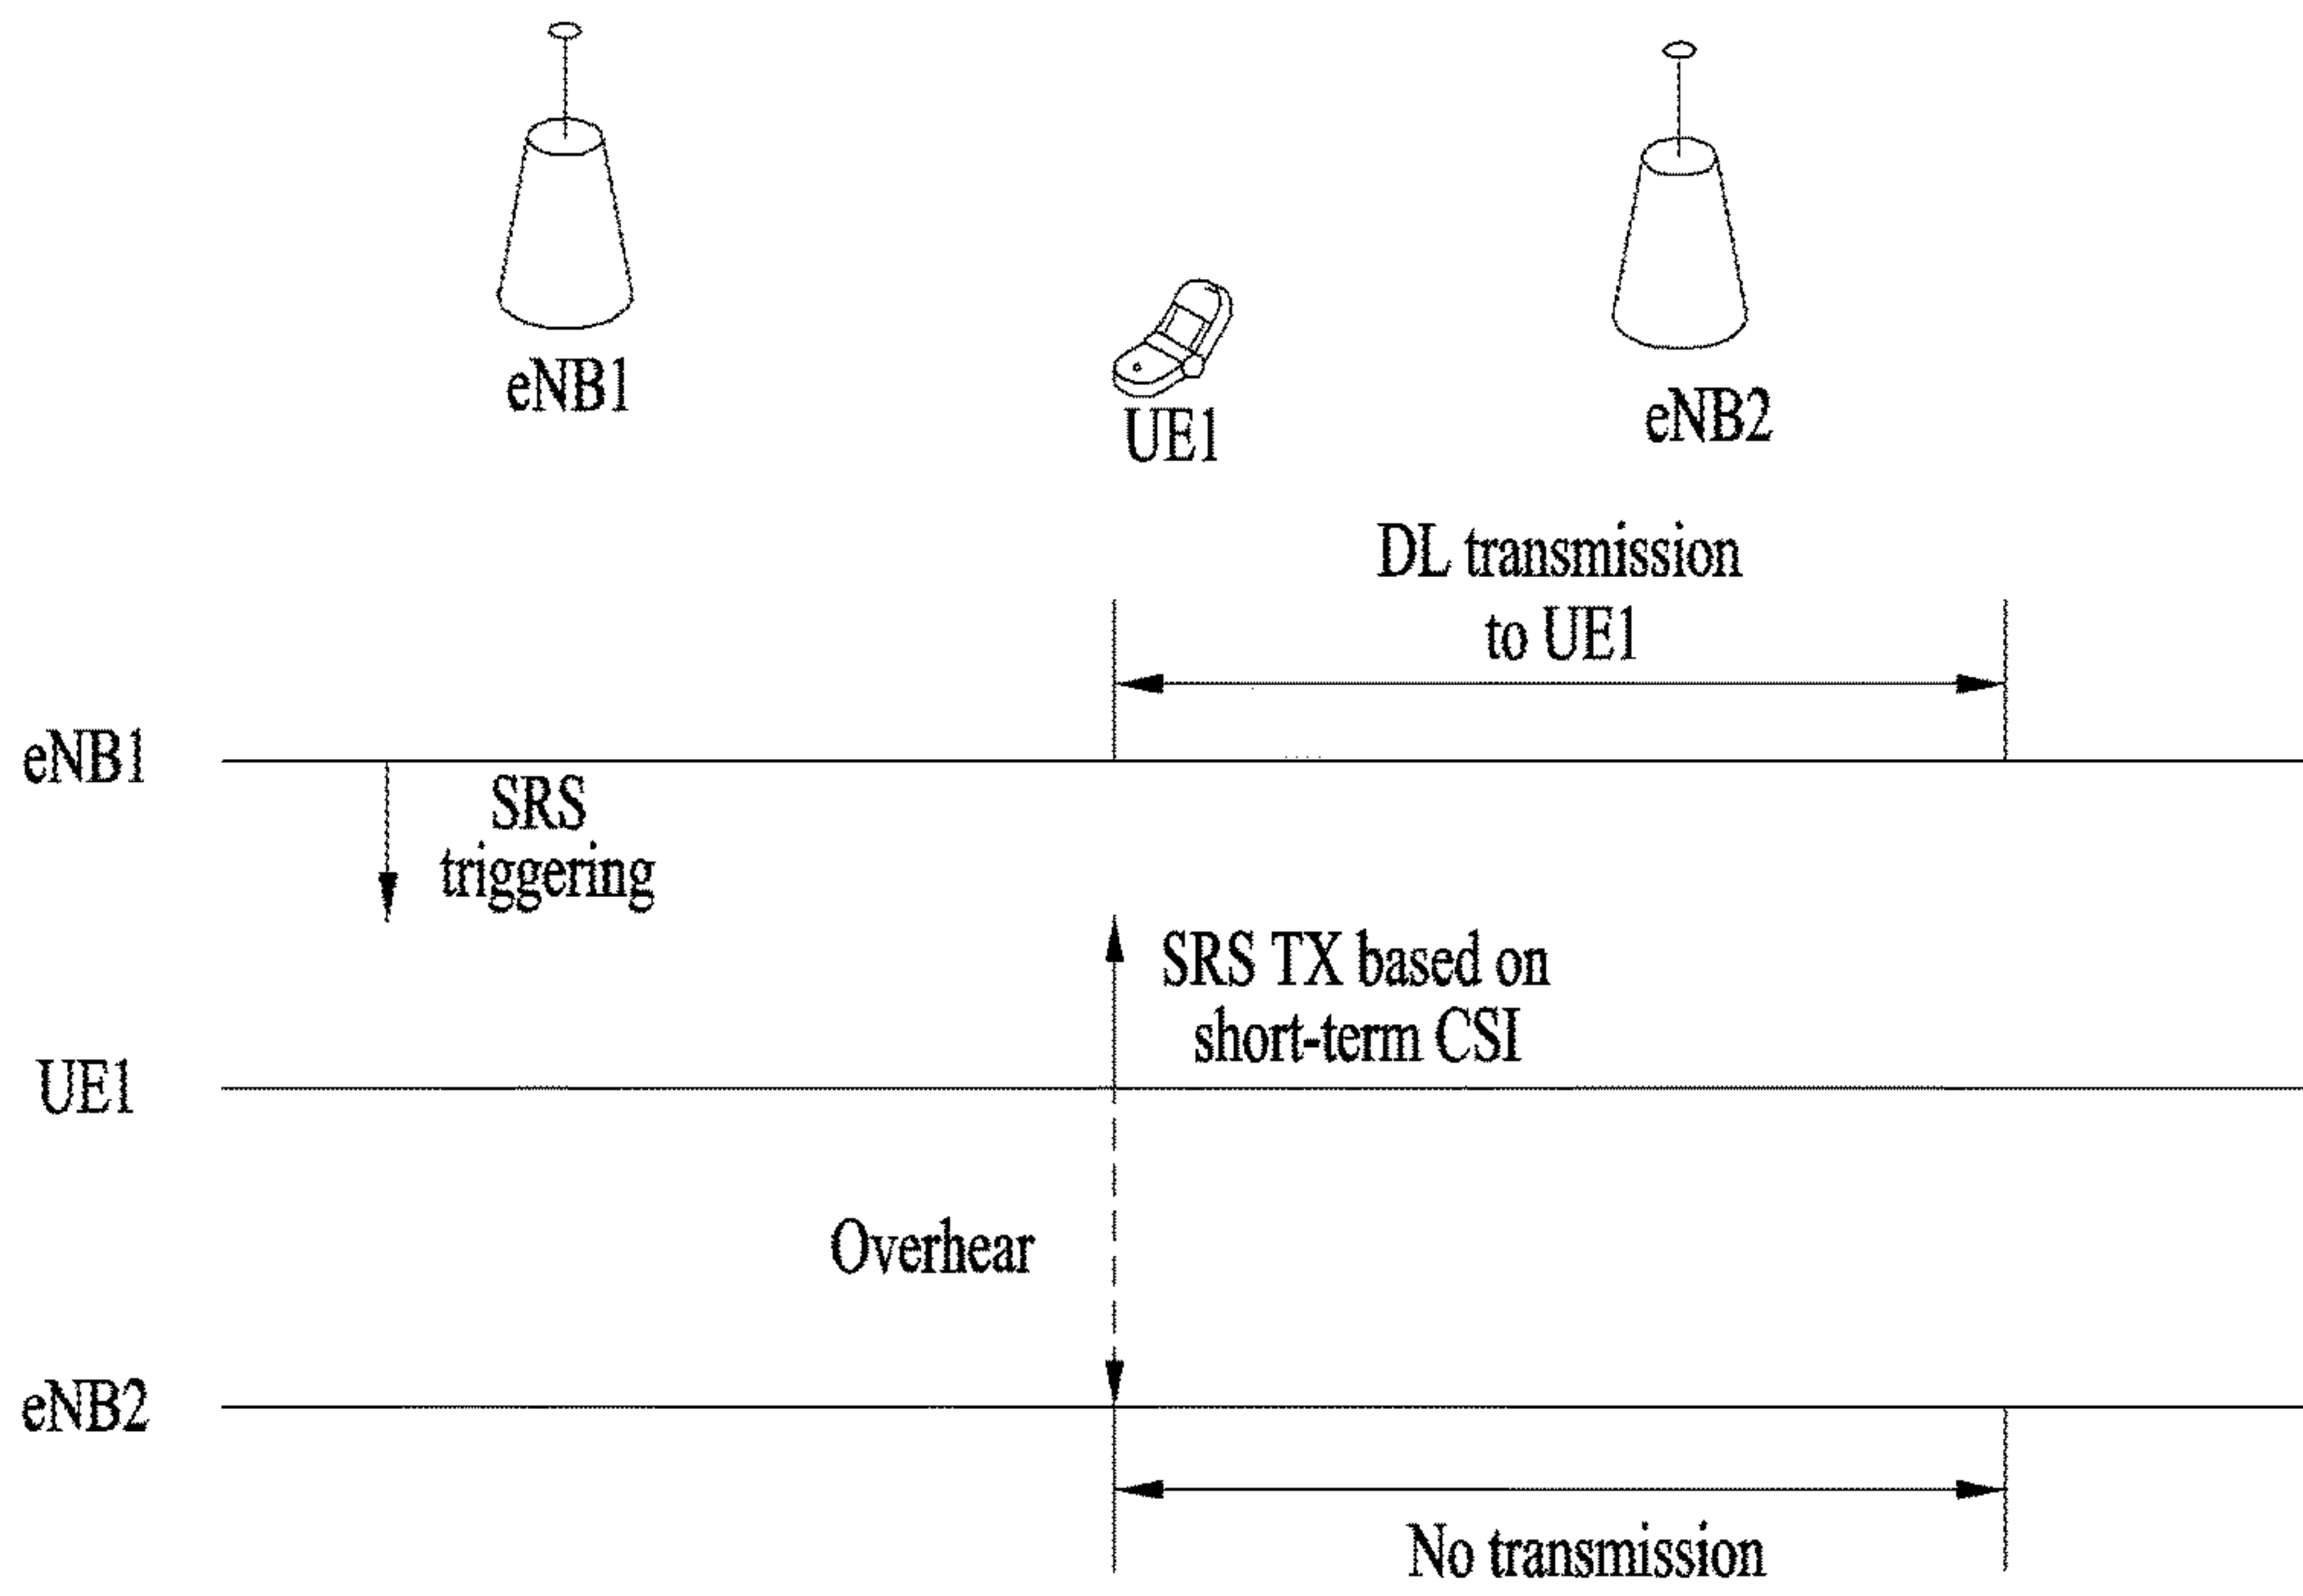 eNB1
UE1
eNB2
DL transmission
to UE1
eNB1
SRS
triggering
SRS TX based on
short-term CSI
UE1
Overhear
eNB2
No transmission